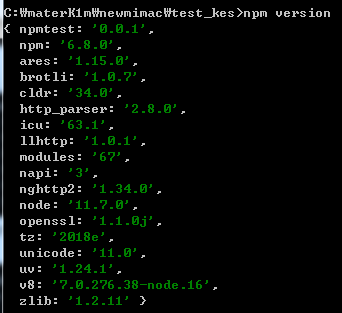 C:₩materK1m₩newmimac₩test_kes>npm version
{ npmtest: '0.0.1',
npm: '6.8.0',
ares: '1.15.0',
brotli: '1.0.7',
cldr: '34.0',
http_parser: '2.8.0',
icu: '63.1',
llhttp: '1.0.1',
modules: '67',
napi: '3',
nghttp2: '1.34.0',
node: '11.7.0',
openssl: '1.1.0j',
tz: '2018e',
unicode: '11.0',
uv: '1.24.1',
v8: '7.0.276.38-node.16',
zlib: '1.2.11' }